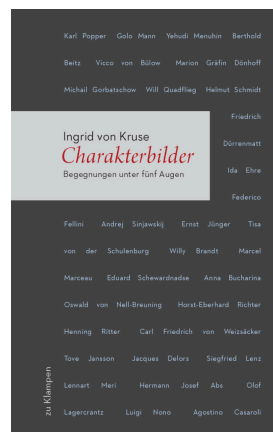 Karl Popper Golo Mann Yehudi Menuhin Berthold
Beitz Vicco von Bülow Marion Gräfin Dönhoff
Michail Gorbatschow Will Quadflieg Helmut Schmidt
Friedrich
Dürrenmatt
Ida Ehre
Federico
Ingrid von Kruse
Charakterbilder
Begegnungen unter fünf Augen
Fellini Andrej Sinjawskij Ernst Jünger Tisa
von der Schulenburg Willy Brandt Marcel
Marceau Eduard Schewardnadse Anna Bucharina
Oswald von Nell-Breuning Horst-Eberhard Richter
Henning Ritter Carl Friedrich von Weizsäcker
Tove Jansson Jacques Delors Siegfried Lenz
Lennart Meri Hermann Josef Abs Olof
Lagercrantz Luigi Nono Agostino Casaroli
zu Klampen